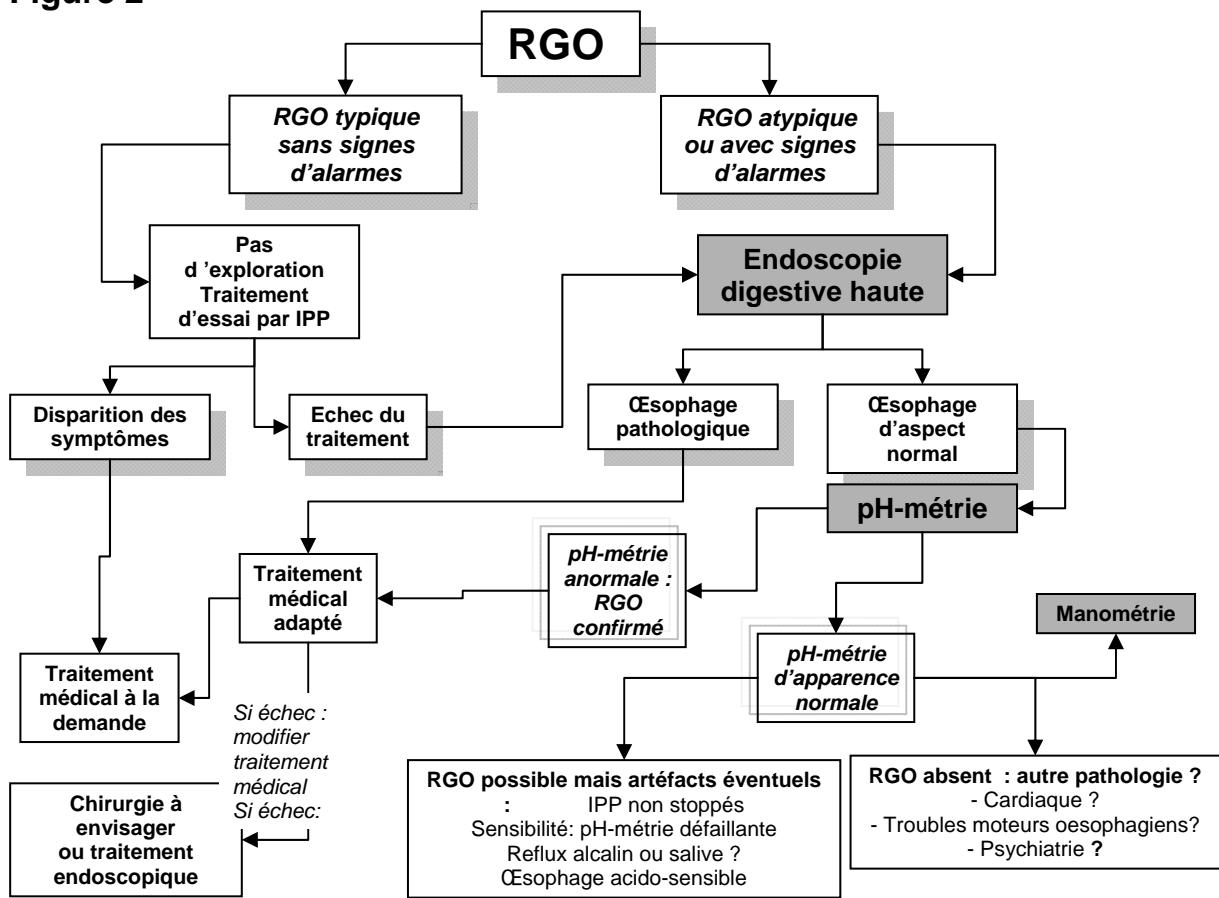 Figure 2
RGO
RGO typique
sans signes
d'alarmes
RGO atypique
ou avec signes
d'alarmes
Pas
d 'exploration
Traitement
d'essai par IPP
Endoscopie
digestive haute
Disparition des
symptômes
Echec du
traitement
Œsophage
pathologique
Œsophage
d'aspect
normal
pH-métrie
Traitement
médical
adapté
pH-métrie
anormale :
RGO
confirmé
Manométrie
pH-métrie
d'apparence
normale
Traitement
médical à la
demande
Si échec :
modifier
traitement
médical
Si échec:
Chirurgie à
envisager
ou traitement
endoscopique
RGO possible mais artéfacts éventuels
: IPP non stoppés
Sensibilité: pH-métrie défaillante
Reflux alcalin ou salive ?
Œsophage acido-sensible
RGO absent : autre pathologie ?
- Cardiaque ?
- Troubles moteurs oesophagiens?
- Psychiatrie ?